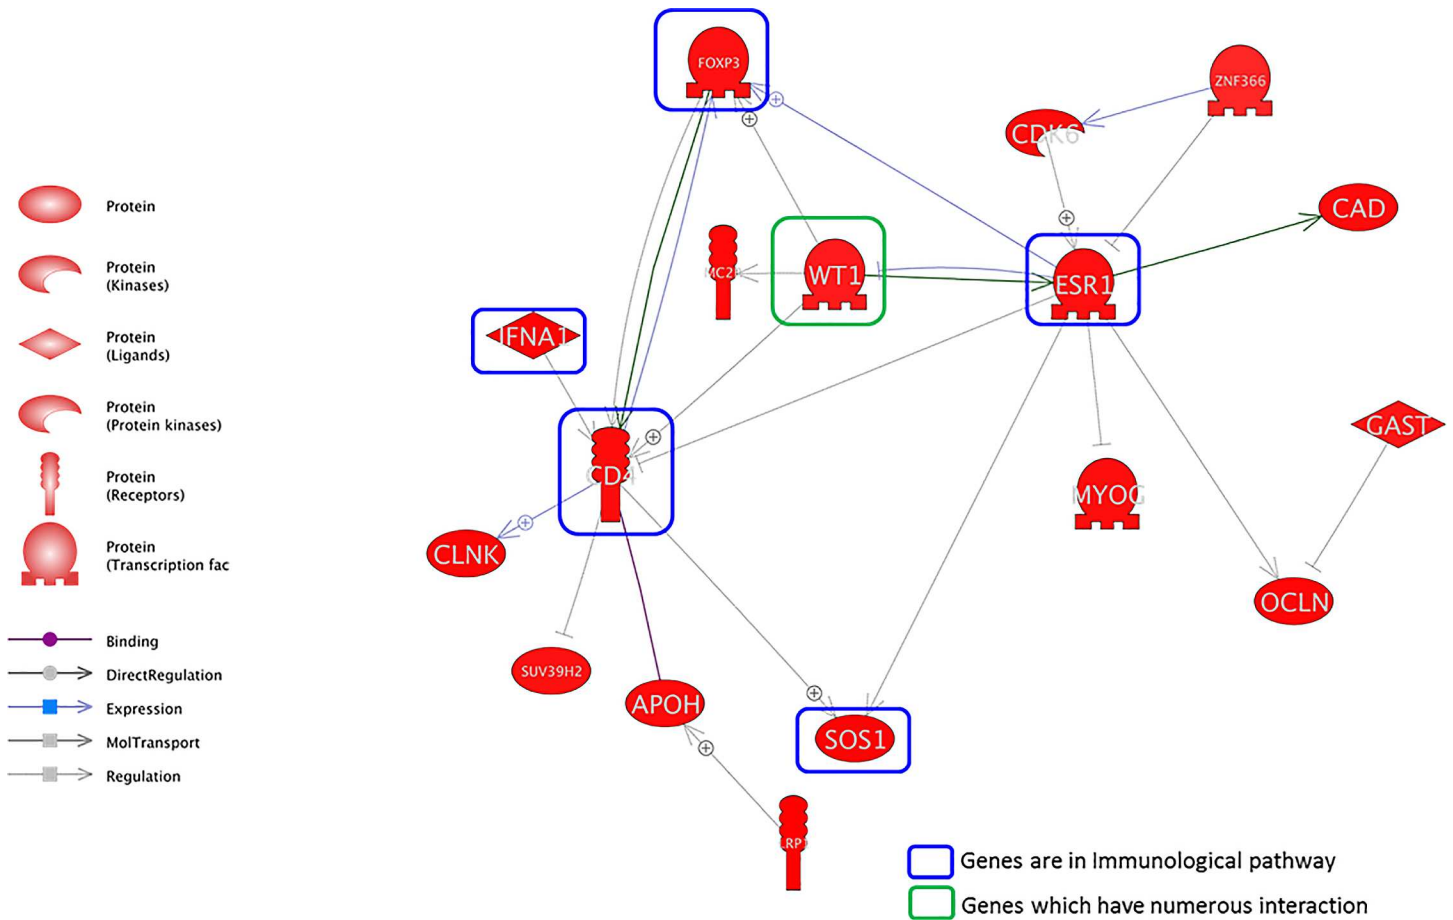 FOXP3
ZNF366
CDK6
CAD
WT1
ESR1
IFNA1
CD4
GAST
MYOG
CLNK
OCLN
SUV39H2
APOH
SOS1
Protein
Protein
(Kinases)
Protein
(Ligands)
Protein
(Protein kinases)
Protein
(Receptors)
Protein
(Transcription fac
Binding
DirectRegulation
Expression
MolTransport
Regulation
Genes are in Immunological pathway
Genes which have numerous interaction